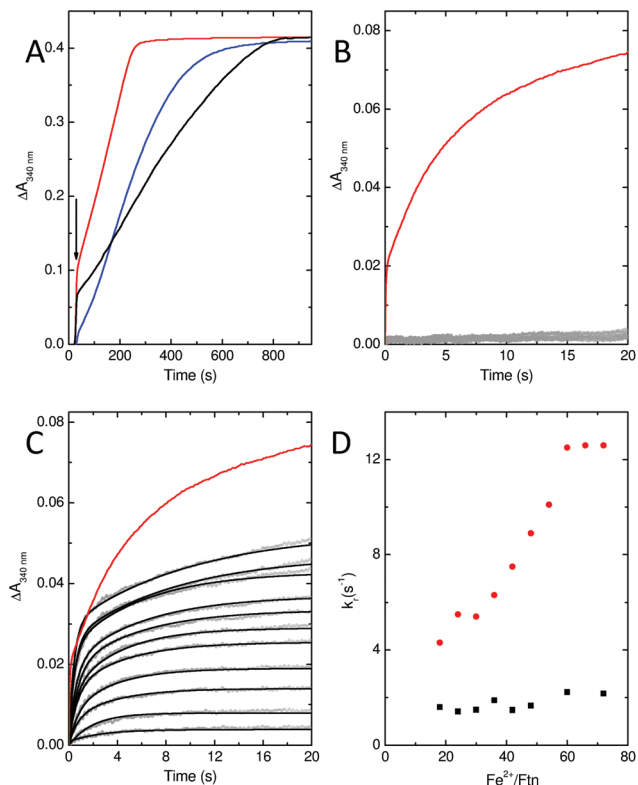 A
ΔA340 nm
0.4
0.3
0.2
0.1
0.0
0 200 400 600 800
Time (s)
B
ΔA340 nm
0.08
0.06
0.04
0.02
0.00
0 5 10 15 20
Time (s)
C
ΔA340 nm
0.08
0.06
0.04
0.02
0.00
0 4 8 12 16 20
Time (s)
D
kr(s-1)
12
8
4
0
0 20 40 60 80
Fe2+/Ftn